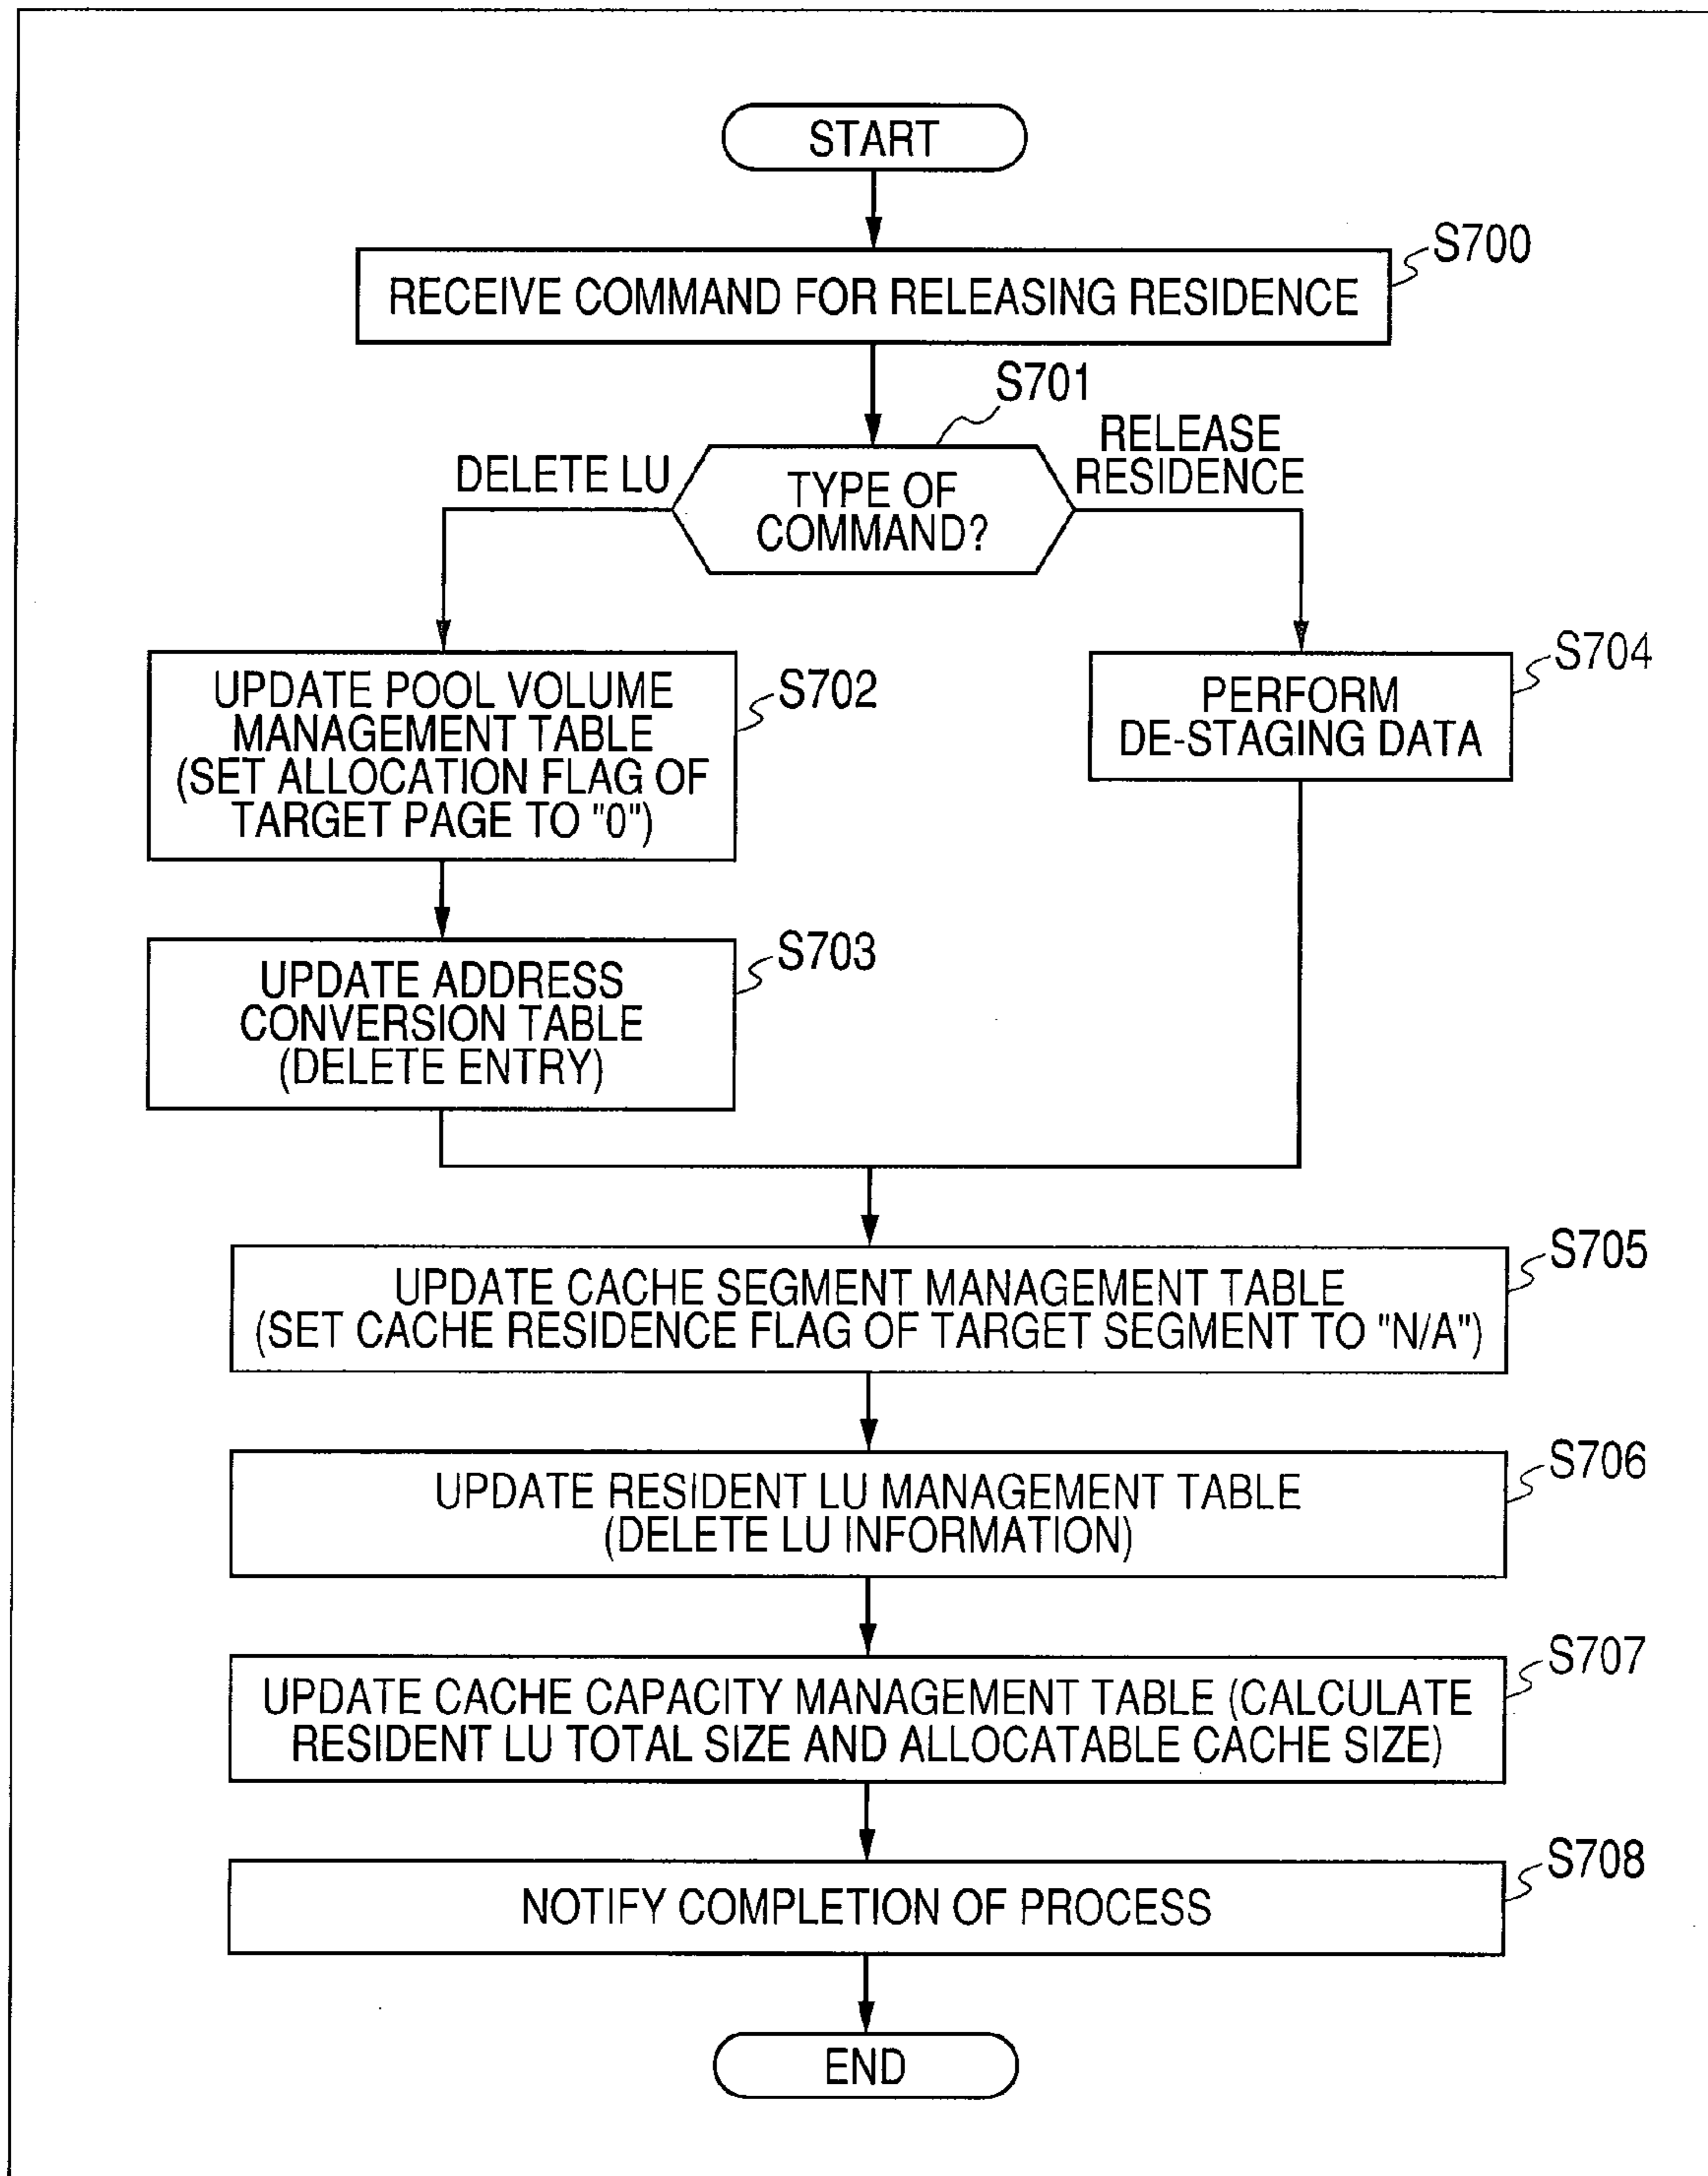 START
RECEIVE COMMAND FOR RELEASING RESIDENCE
S700
S701
TYPE OF
COMMAND?
DELETE LU
RELEASE
RESIDENCE
UPDATE POOL VOLUME
MANAGEMENT TABLE
(SET ALLOCATION FLAG OF
TARGET PAGE TO "0")
S702
PERFORM
DE-STAGING DATA
S704
UPDATE ADDRESS
CONVERSION TABLE
(DELETE ENTRY)
S703
UPDATE CACHE SEGMENT MANAGEMENT TABLE
(SET CACHE RESIDENCE FLAG OF TARGET SEGMENT TO "N/A")
S705
UPDATE RESIDENT LU MANAGEMENT TABLE
(DELETE LU INFORMATION)
S706
UPDATE CACHE CAPACITY MANAGEMENT TABLE (CALCULATE
RESIDENT LU TOTAL SIZE AND ALLOCATABLE CACHE SIZE)
S707
NOTIFY COMPLETION OF PROCESS
S708
END